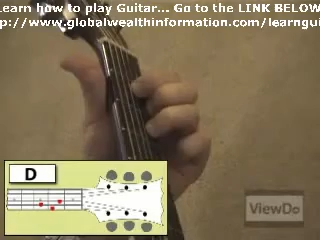 Learn how to play Guitar... Go to the LINK BELOW
p://www.globalwealthinformation.com/learngui
D
ViewDo